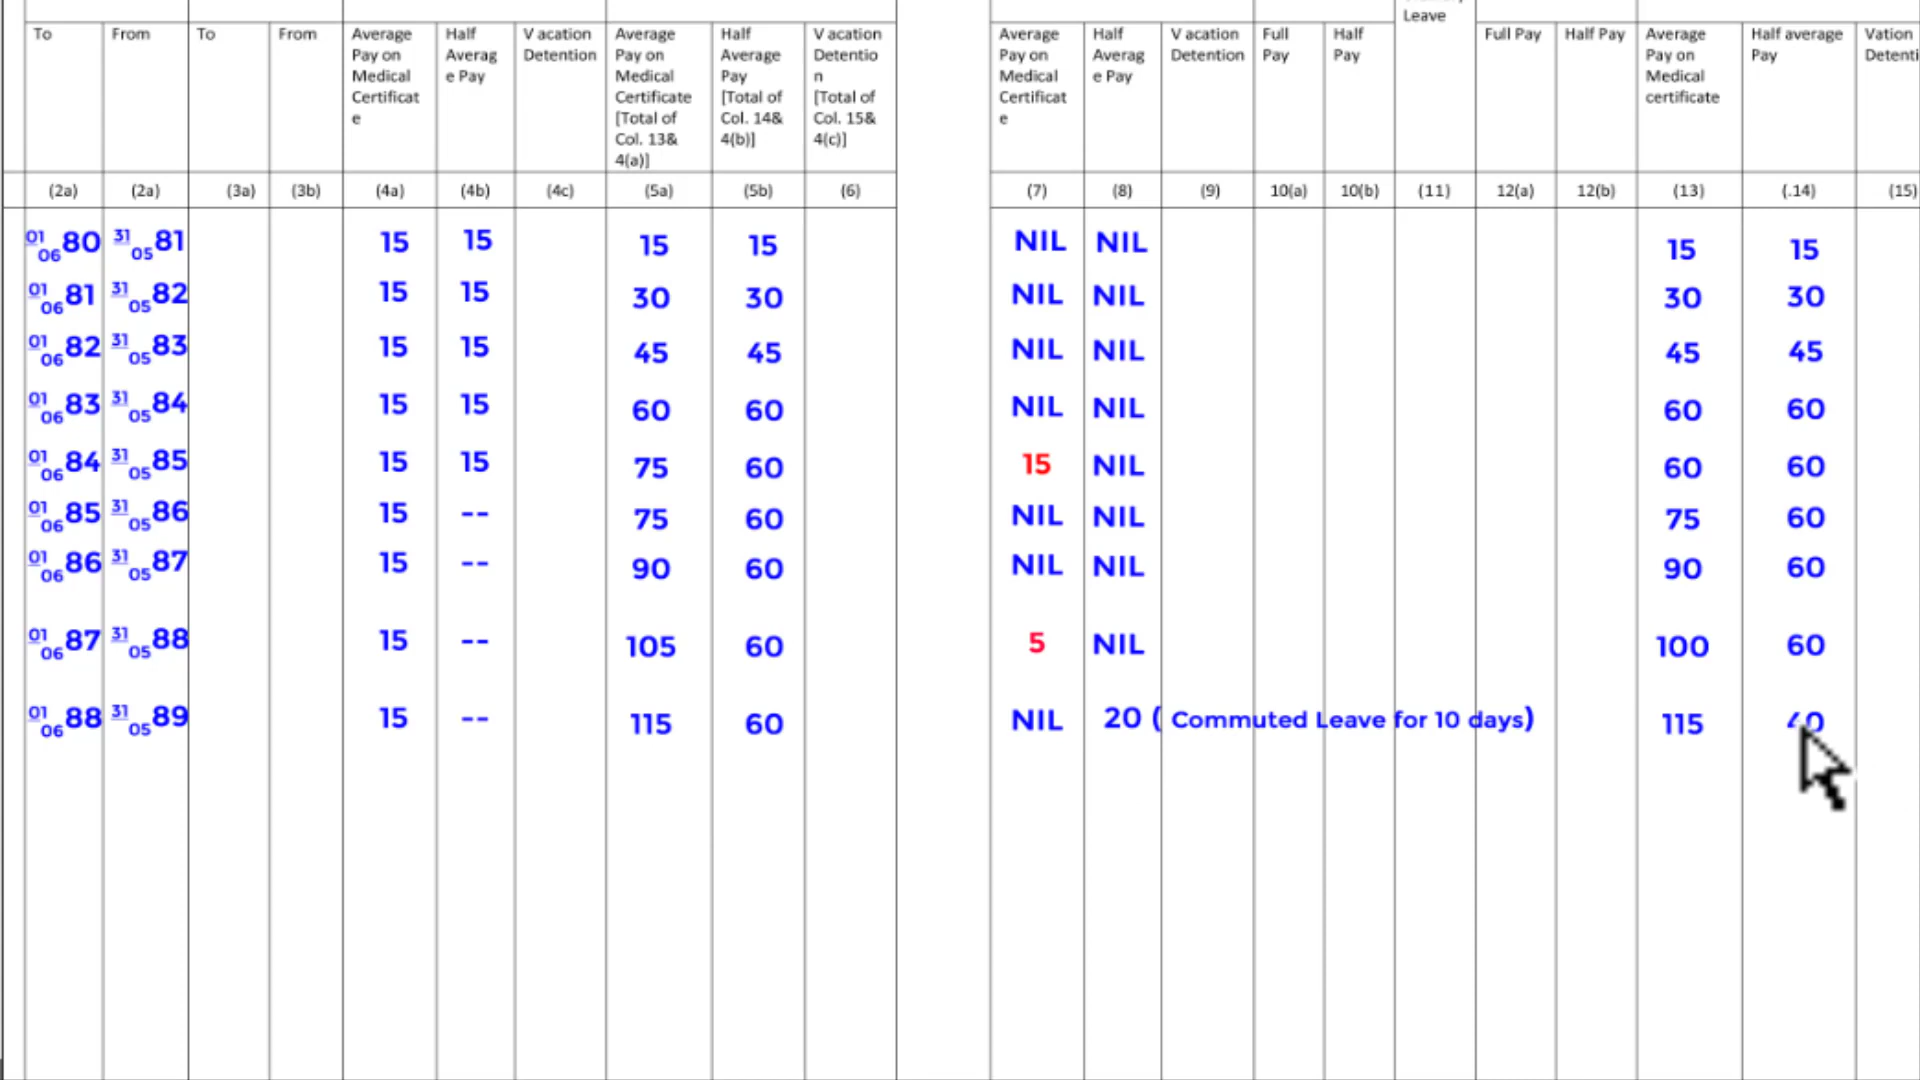 Leave
To From To From Average Pay on Medical Certificat e Half Averag e Pay V acation Detention Average Pay on Medical Certificate [Total of Col. 13& 4(a)] Half Average Pay [Total of Col. 14& 4(b)] V acation Detentio n [Total of Col. 15& 4(c)] Average Pay on Medical Certificat e Half Averag e Pay V acation Detention Full Pay Half Pay Full Pay Half Pay Average Pay on Medical certificate Half average Pay Vation
(2a) (2a) (3a) (3b) (4a) (4b) (4c) (5a) (5b) (6) (7) (8) (9) 10(a) 10(b) (11) 12(a) 12(b) (13) (.14) (15)
01 06 80 31 05 81 15 15 15 15 NIL NIL 15 15
01 06 81 31 05 82 15 15 30 30 NIL NIL 30 30
01 06 82 31 05 83 15 15 45 45 NIL NIL 45 45
01 06 83 31 05 84 15 15 60 60 NIL NIL 60 60
01 06 84 31 05 85 15 15 75 60 15 NIL 60 60
01 06 85 31 05 86 15 -- 75 60 NIL NIL 75 60
01 06 86 31 05 87 15 -- 90 60 NIL NIL 90 60
01 06 87 31 05 88 15 -- 105 60 5 NIL 100 60
01 06 88 31 05 89 15 -- 115 60 NIL 20 ( Commuted Leave for 10 days) 115 40